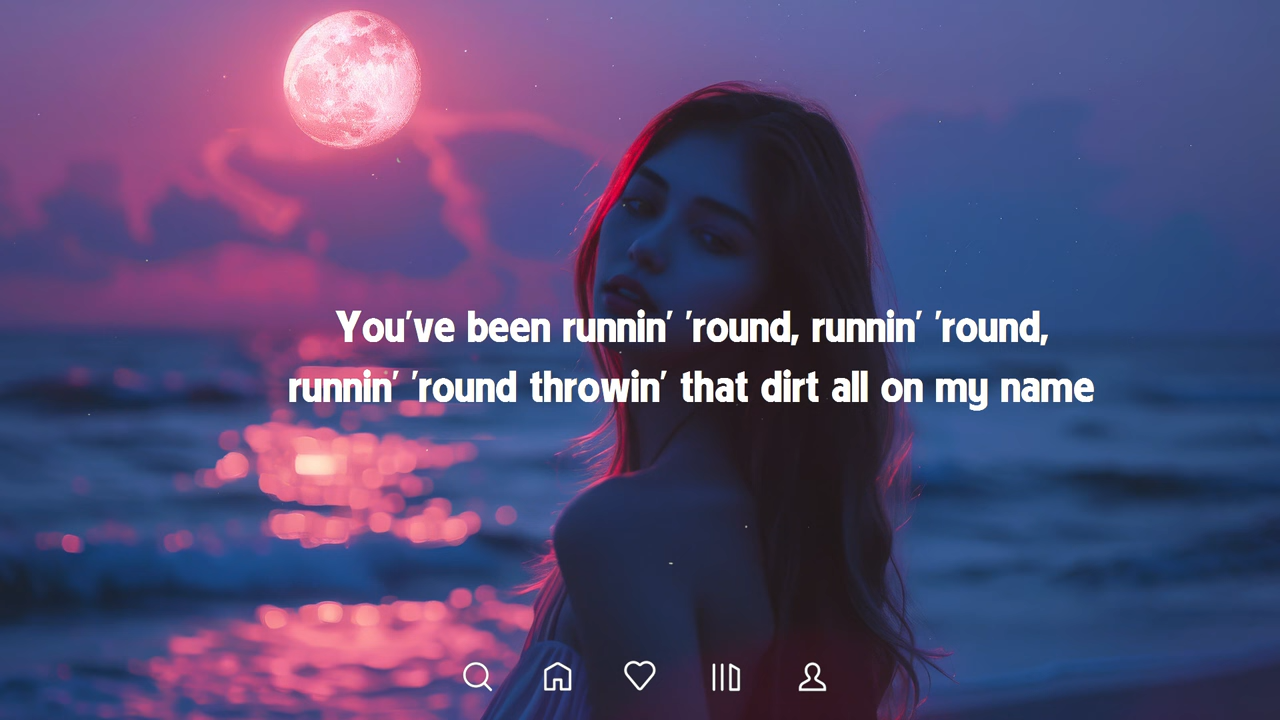 You've been runnin' 'round, runnin' 'round,
runnin' 'round throwin' that dirt all on my name